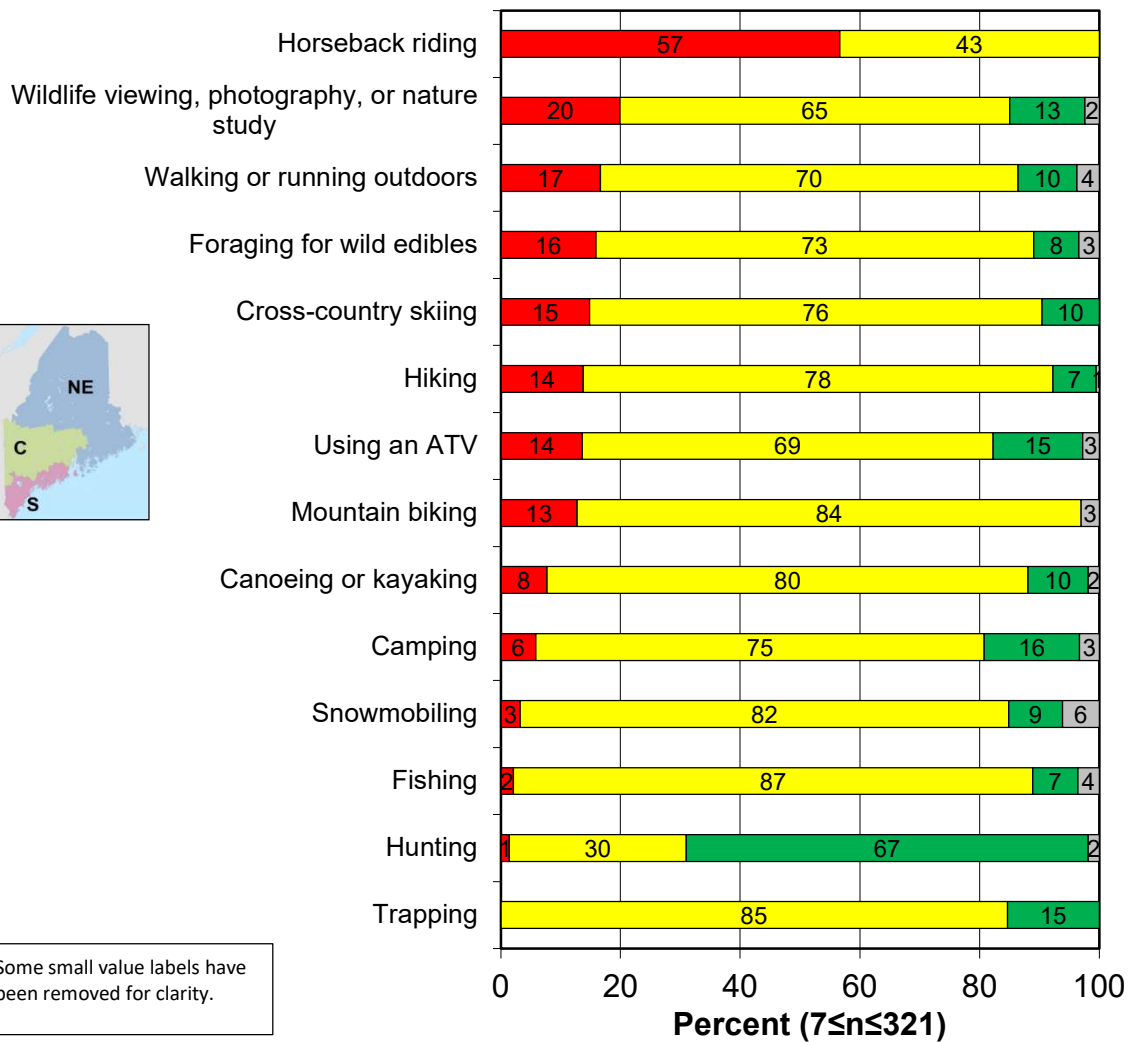 Horseback riding
57 43
Wildlife viewing, photography, or nature
study
20 65 13 2
Walking or running outdoors
17 70 10 4
Foraging for wild edibles
16 73 8 3
Cross-country skiing
15 76 10
Hiking
14 78 7 1
Using an ATV
14 69 15 3
Mountain biking
13 84 3
Canoeing or kayaking
8 80 10 2
Camping
6 75 16 3
Snowmobiling
3 82 9 6
Fishing
2 87 7 4
Hunting
1 30 67 2
Trapping
85 15
0 20 40 60 80 100
Percent (7≤n≤321)
NE
C
S
Some small value labels have
been removed for clarity.